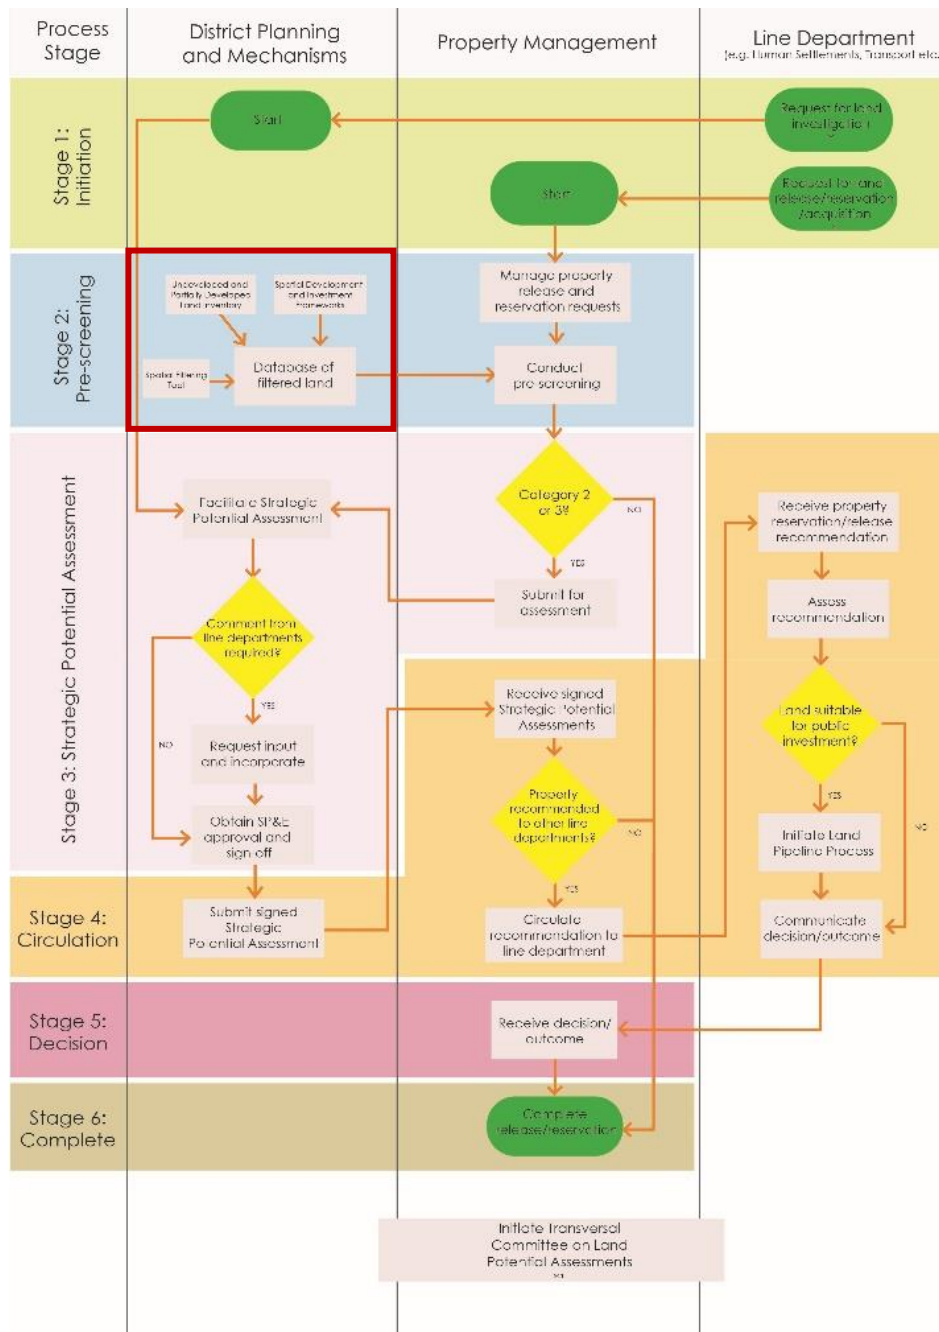 Process
Stage
District Planning
and Mechanisms
Property Management
Line Department
(e.g. Human Settlements, Transport etc.
Stage 1:
Initiation
Start
Request for land
investigation
Start
Request for land
release/reservation
/acquisition
Stage 2:
Pre-screening
Undeveloped and
Partially Developed
Land Inventory
Spatial Development
and Investment
Frameworks
Spatial Filtering
Tool
Database of
filtered land
Manage property
release and
reservation requests
Conduct
pre-screening
Stage 3: Strategic Potential Assessment
Facilitate Strategic
Potential Assessment
Category 2
or 3?
NO
YES
Submit for
assessment
Comment from
line departments
required?
YES
NO
Request input
and incorporate
Obtain SP&E
approval and
sign-off
Receive signed
Strategic Potential
Assessments
Property
recommended
to other line
departments?
NO
YES
Receive property
reservation/release
recommendation
Assess
recommendation
Land suitable
for public
investment?
YES
NO
Initiate Land
Pipeline Process
Stage 4:
Circulation
Submit signed
Strategic
Potential Assessment
Circulate
recommendation to
line department
Communicate
decision/outcome
Stage 5:
Decision
Receive decision/
outcome
Stage 6:
Complete
Complete
release/reservation
Initiate Transversal
Committee on Land
Potential Assessments